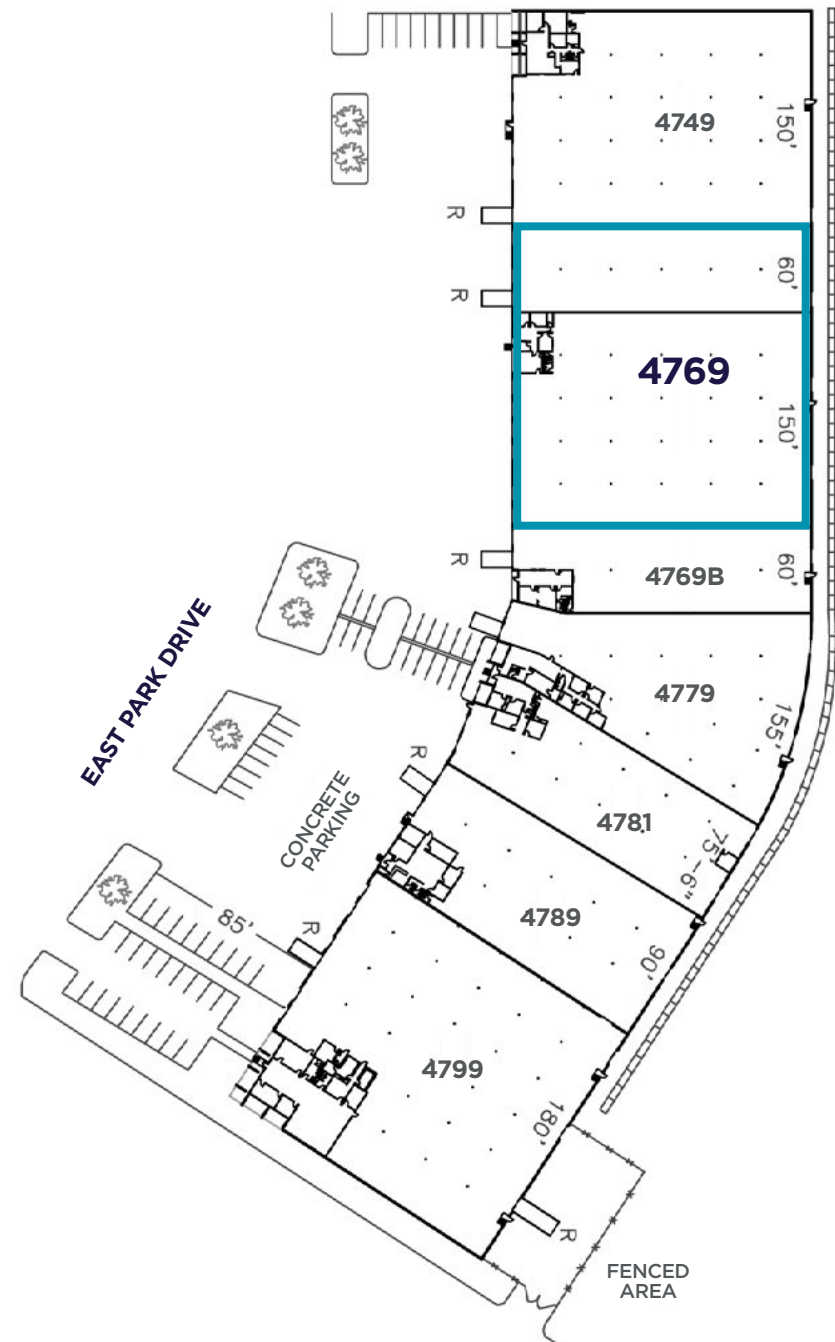 4749
150'
R
60'
R
4769
150'
R
4769B
60'
EAST PARK DRIVE
4779
155'
R
CONCRETE
PARKING
4781
75'-6"
85'
R
4789
90'
4799
180'
R
FENCED
AREA